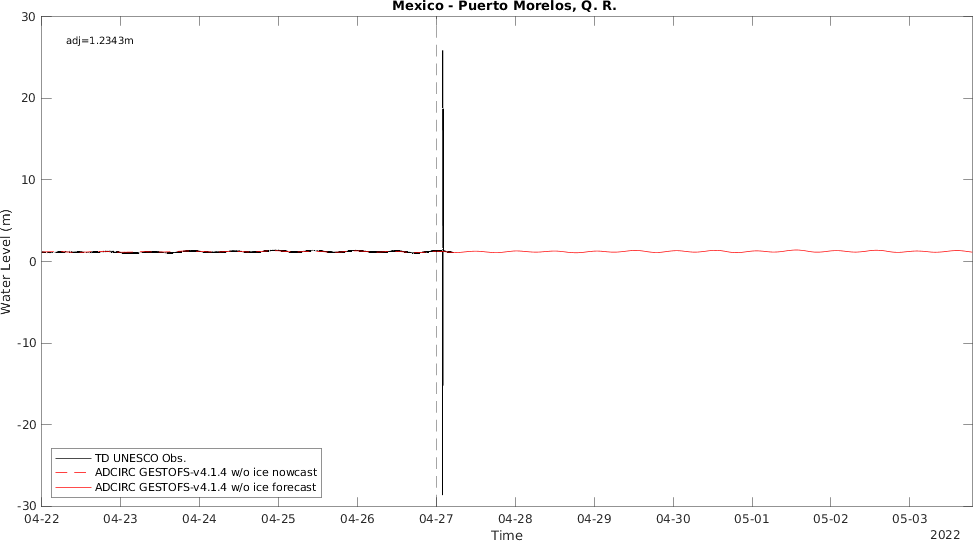 Mexico - Puerto Morelos, Q. R.
adj=1.2343m
30
20
10
0
-10
-20
-30
Water Level (m)
TD UNESCO Obs.
ADCIRC GESTOFS-v4.1.4 w/o ice nowcast
ADCIRC GESTOFS-v4.1.4 w/o ice forecast
04-22 04-23 04-24 04-25 04-26 04-27 04-28 04-29 04-30 05-01 05-02 05-03
Time
2022